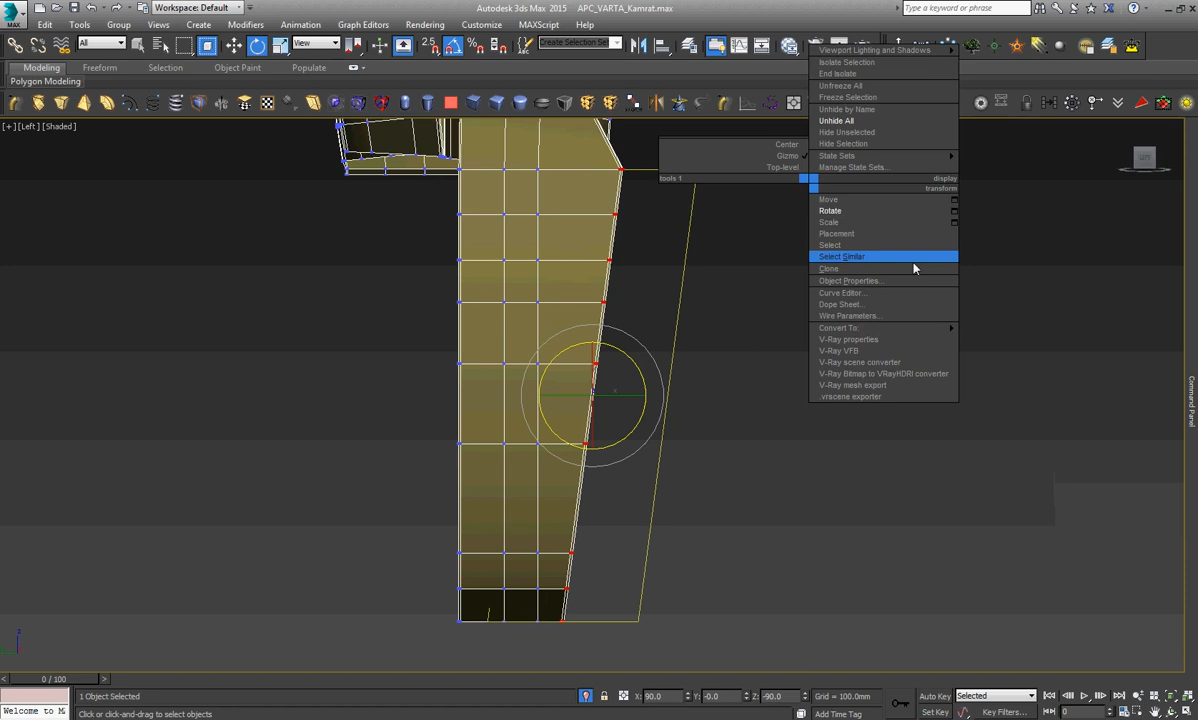 Workspace: Default
Autodesk 3ds Max 2015    APC_VARTA_Kamrat.max
Type a keyword or phrase
MAX
Edit Tools Group Views Create Modifiers Animation Graph Editors Rendering Customize MAXScript Help
All
View
2.5
Create Selection Set
Modeling Freeform Selection Object Paint Populate
Polygon Modeling
[+] [Left] [Shaded]
Viewport Lighting and Shadows
Isolate Selection
End Isolate
Unfreeze All
Freeze Selection
Unhide by Name
Unhide All
Hide Unselected
Hide Selection
State Sets
Manage State Sets...
Center
Gizmo ✓
Top-level
tools 1
display
transform
Move
Rotate
Scale
Placement
Select
Select Similar
Clone
Object Properties...
Curve Editor...
Dope Sheet...
Wire Parameters...
Convert To:
V-Ray properties
V-Ray VFB
V-Ray scene converter
V-Ray Bitmap to VRayHDRI converter
V-Ray mesh export
.vrscene exporter
LEFT
Command Panel
x
z
< 0 / 100 >
1 Object Selected
X: 90.0 Y: -0.0 Z: -90.0 Grid = 100.0mm
Auto Key Selected
Welcome to M
Click or click-and-drag to select objects
Add Time Tag
Set Key Key Filters... 0